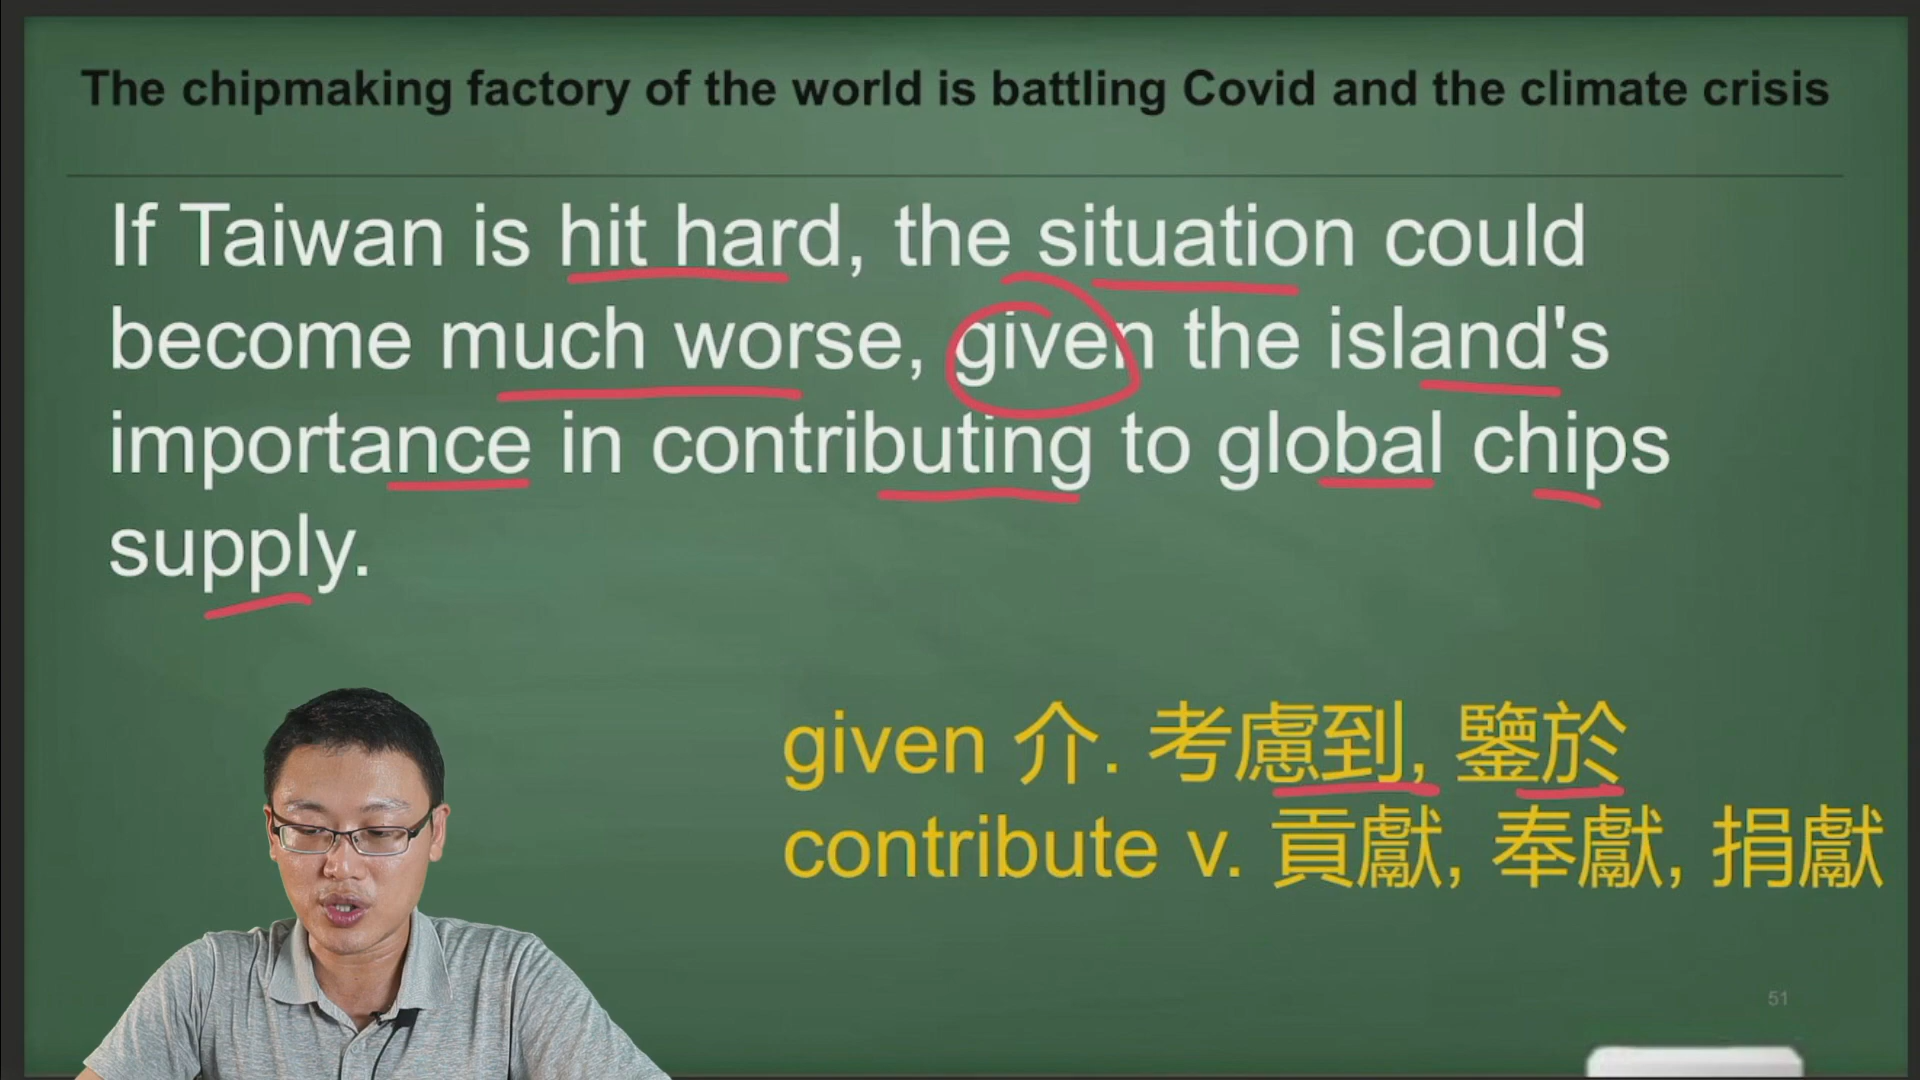 The chipmaking factory of the world is battling Covid and the climate crisis
If Taiwan is hit hard, the situation could
become much worse, given the island's
importance in contributing to global chips
supply.
given 介. 考慮到, 鑒於
contribute v. 貢獻, 奉獻, 捐獻
51